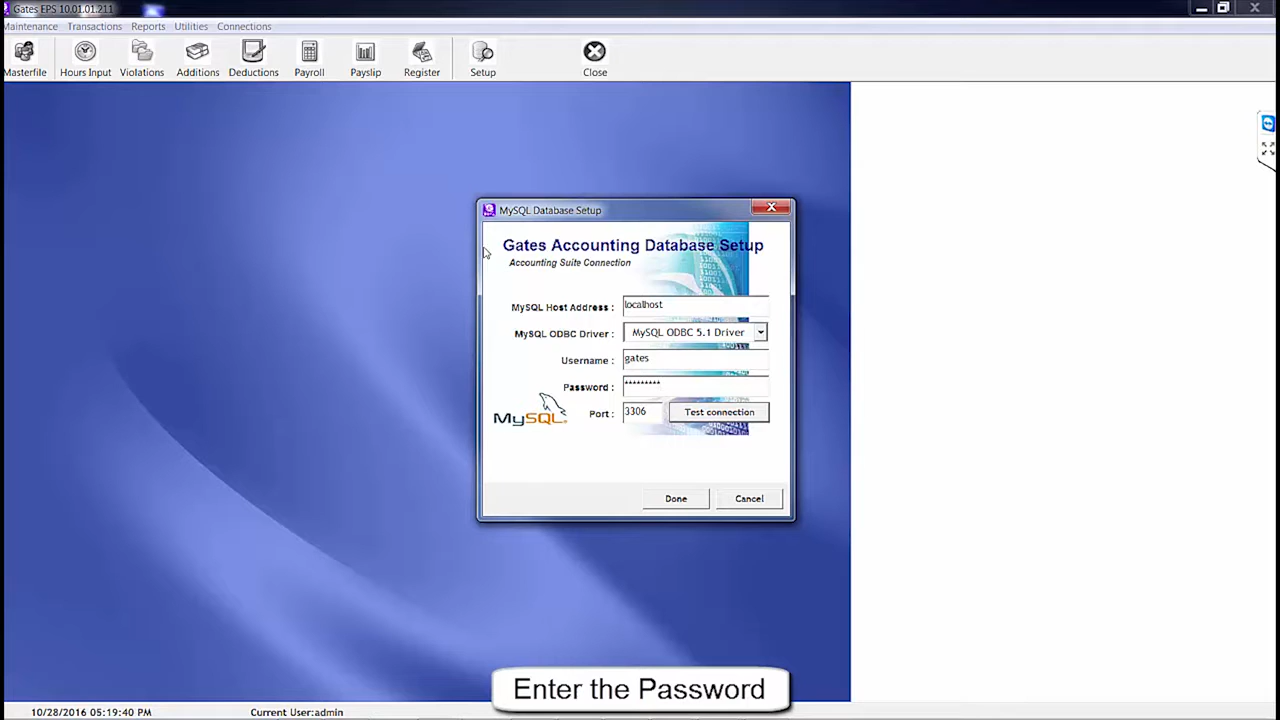 Gates EPS 10.01.01.211
Maintenance Transactions Reports Utilities Connections
Masterfile Hours Input Violations Additions Deductions Payroll Payslip Register Setup Close
MySQL Database Setup
Gates Accounting Database Setup
Accounting Suite Connection
MySQL Host Address : localhost
MySQL ODBC Driver : MySQL ODBC 5.1 Driver
Username : gates
Password : *********
MySQL Port : 3306 Test connection
Done Cancel
Enter the Password
10/28/2016 05:19:40 PM Current User:admin